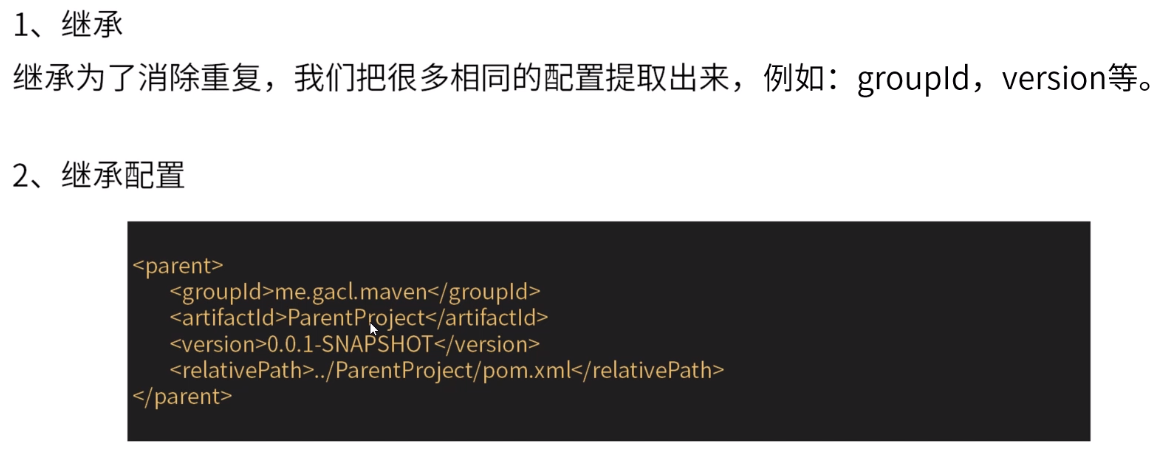 1、继承
继承为了消除重复，我们把很多相同的配置提取出来，例如：groupId，version等。
2、继承配置
<parent>
<groupId>me.gacl.maven</groupId>
<artifactId>ParentProject</artifactId>
<version>0.0.1-SNAPSHOT</version>
<relativePath>../ParentProject/pom.xml</relativePath>
</parent>